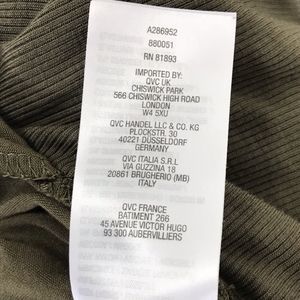 A286952
880051
RN 81893
IMPORTED BY:
QVC UK
CHISWICK PARK
566 CHISWICK HIGH ROAD
LONDON
W4 5XU
QVC HANDEL LLC & CO. KG
PLOCKSTR. 30
40221 DÜSSELDORF
GERMANY
QVC ITALIA S.R.L
VIA GUZZINA 18
20861 BRUGHERIO (MB)
ITALY
QVC FRANCE
BATIMENT 266
45 AVENUE VICTOR HUGO
93 300 AUBERVILLIERS